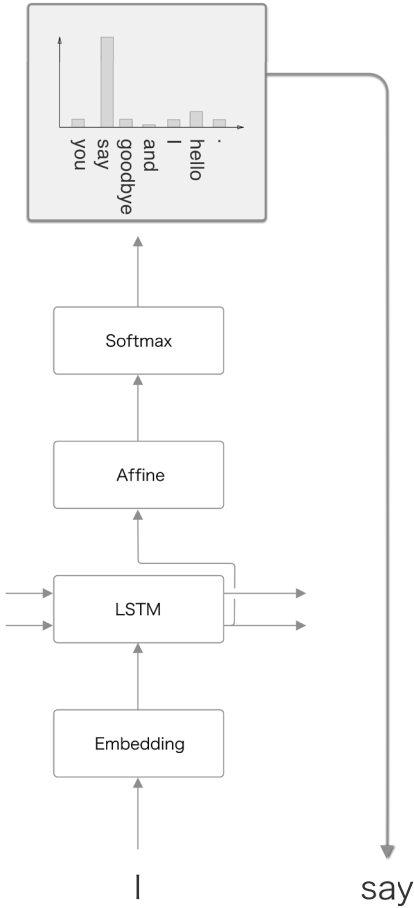 you
say
goodbye
and
I
hello
.
Softmax
Affine
LSTM
Embedding
I
say